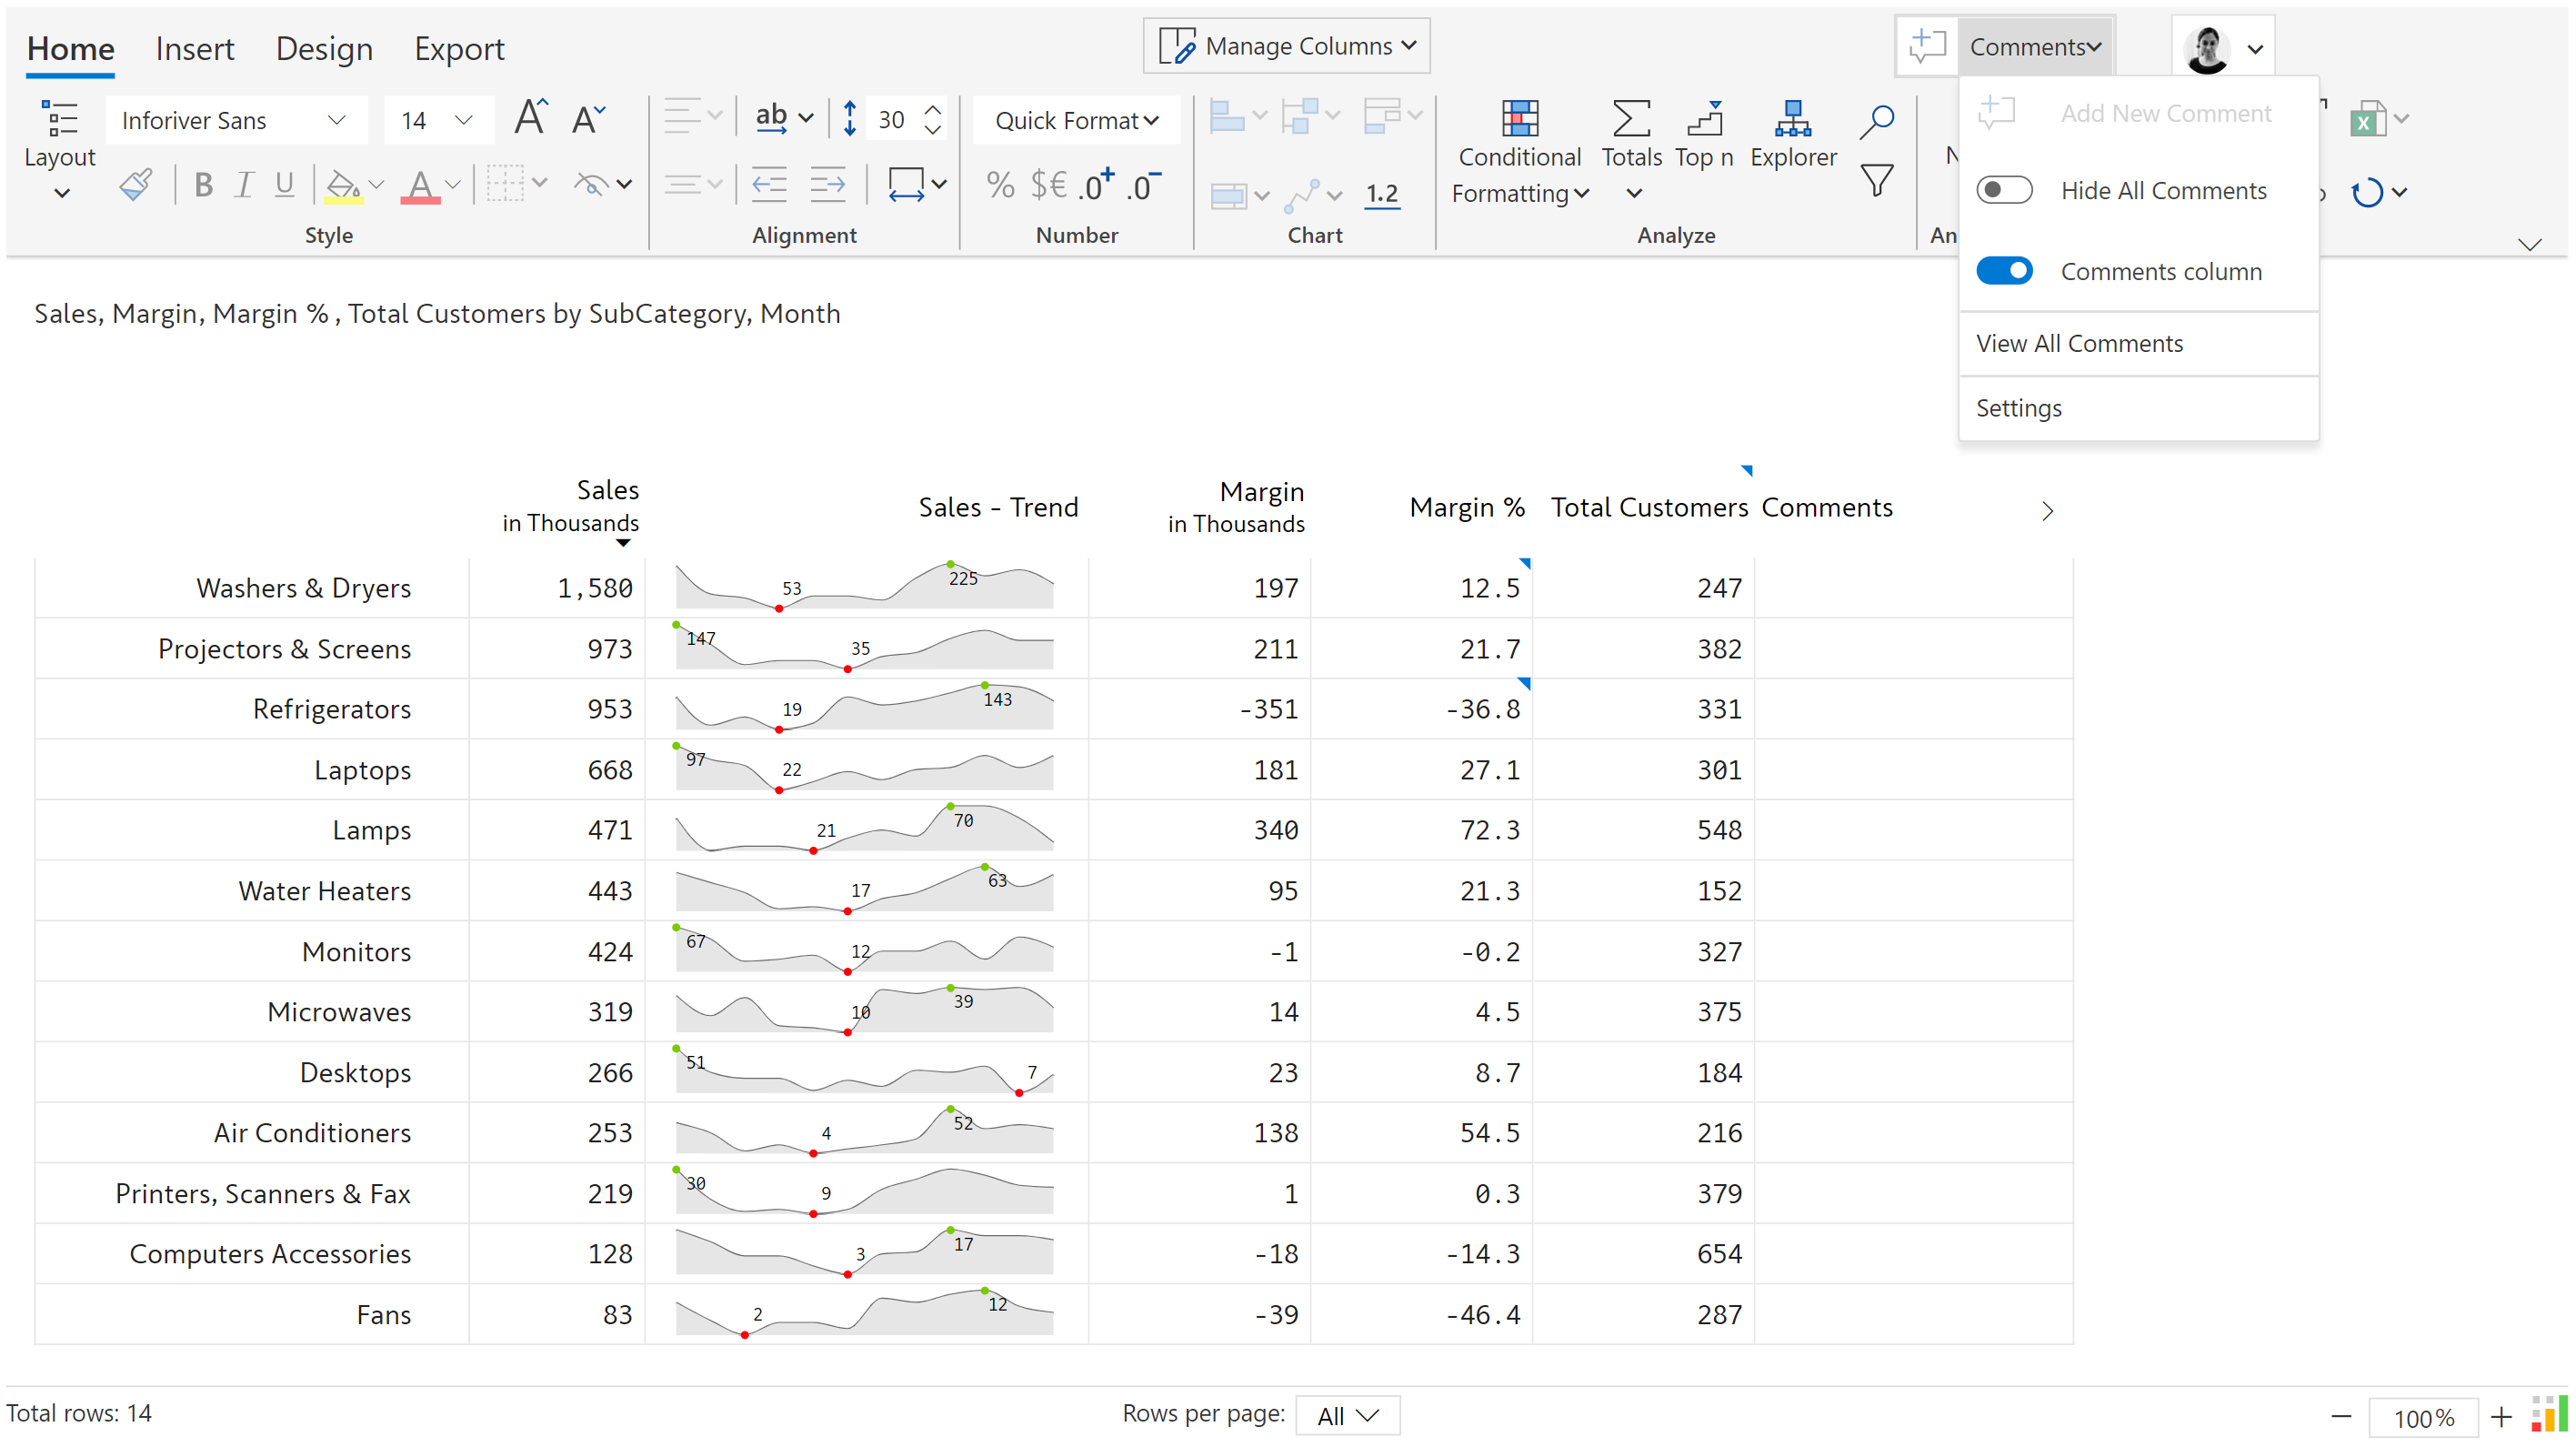 Home Insert Design Export
Manage Columns
Comments
Layout
Inforiver Sans
14
A A
ab
30
Quick Format
B I U
A
% $€ .0+ .0-
1.2
Conditional
Formatting
Totals
Top n
Explorer
N
Style
Alignment
Number
Chart
Analyze
An
Add New Comment
Hide All Comments
Comments column
View All Comments
Settings
Sales, Margin, Margin % , Total Customers by SubCategory, Month
Sales
in Thousands
Sales - Trend
Margin
in Thousands
Margin %
Total Customers
Comments
Washers & Dryers 1,580 53 225 197 12.5 247
Projectors & Screens 973 147 35 211 21.7 382
Refrigerators 953 19 143 -351 -36.8 331
Laptops 668 97 22 181 27.1 301
Lamps 471 21 70 340 72.3 548
Water Heaters 443 17 63 95 21.3 152
Monitors 424 67 12 -1 -0.2 327
Microwaves 319 10 39 14 4.5 375
Desktops 266 51 7 23 8.7 184
Air Conditioners 253 4 52 138 54.5 216
Printers, Scanners & Fax 219 30 9 1 0.3 379
Computers Accessories 128 3 17 -18 -14.3 654
Fans 83 2 12 -39 -46.4 287
Total rows: 14
Rows per page: All
100%